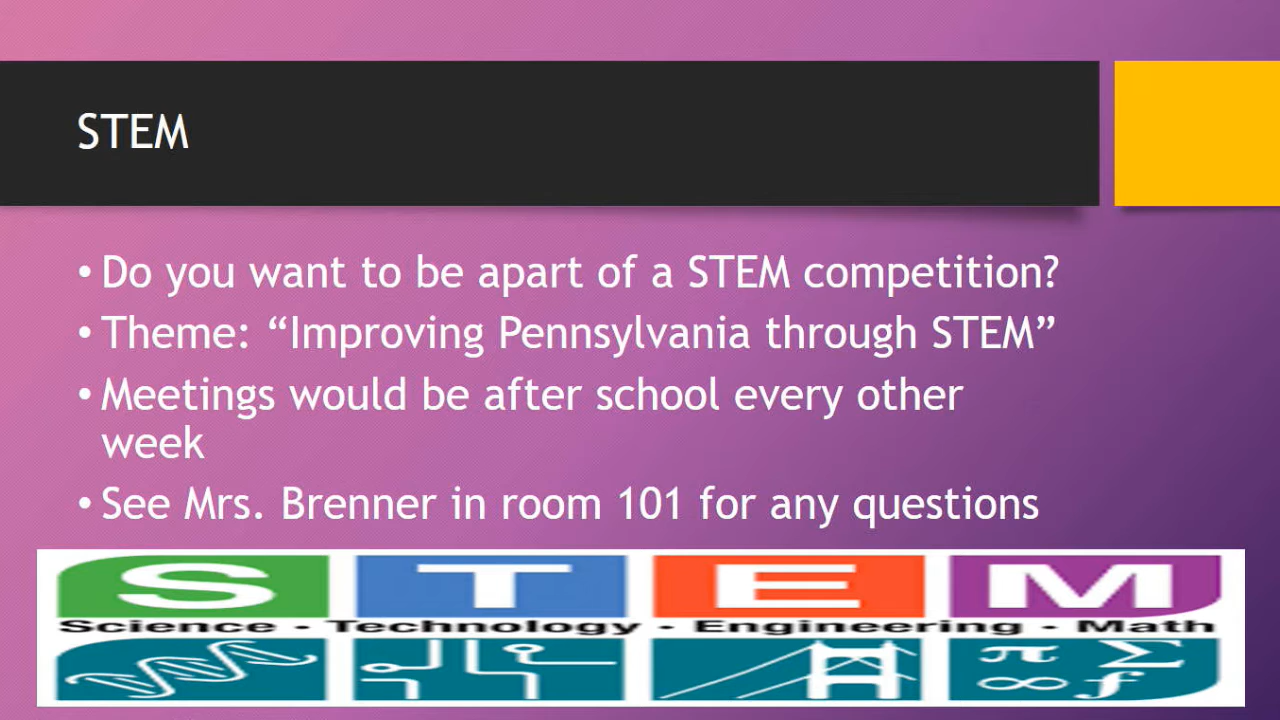 STEM
• Do you want to be apart of a STEM competition?
• Theme: “Improving Pennsylvania through STEM”
• Meetings would be after school every other
week
• See Mrs. Brenner in room 101 for any questions
S T E M
Science • Technology • Engineering • Math
π Σ
∞ ƒ